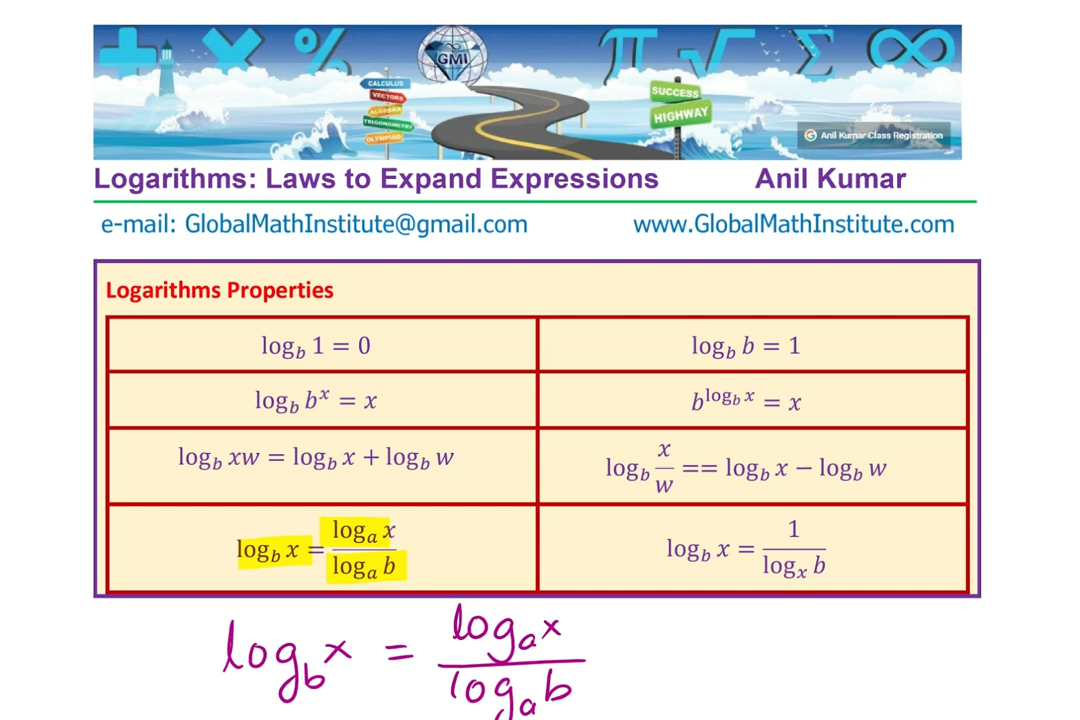 + × % GMI π √ Σ ∞
CALCULUS
VECTORS
ALGEBRA
TRIGONOMETRY
OLYMPIAD
SUCCESS
HIGHWAY
G Anil Kumar Class Registration
Logarithms: Laws to Expand Expressions Anil Kumar
e-mail: GlobalMathInstitute@gmail.com www.GlobalMathInstitute.com
Logarithms Properties
log_b 1 = 0 log_b b = 1
log_b b^x = x b^(log_b x) = x
log_b xw = log_b x + log_b w log_b x/w == log_b x − log_b w
log_b x = log_a x / log_a b log_b x = 1 / log_x b
log_b x = log_a x / log_a b